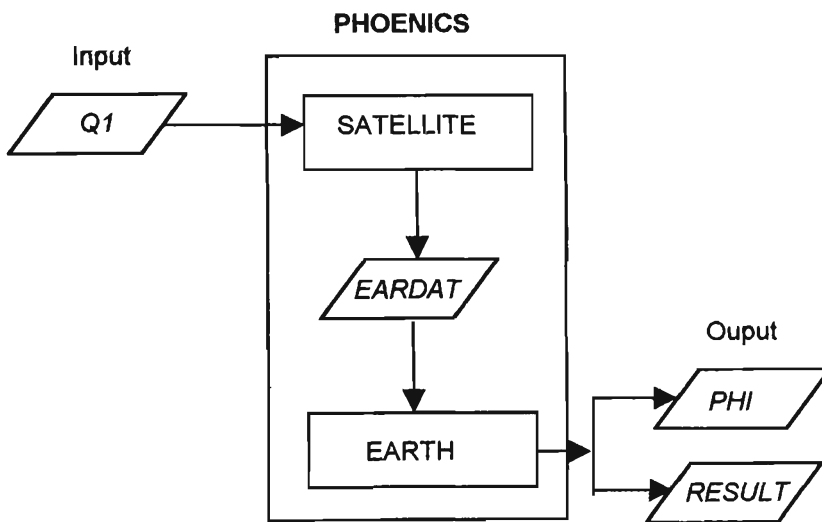 PHOENICS
Input
Q1
SATELLITE
EARDAT
Ouput
PHI
EARTH
RESULT